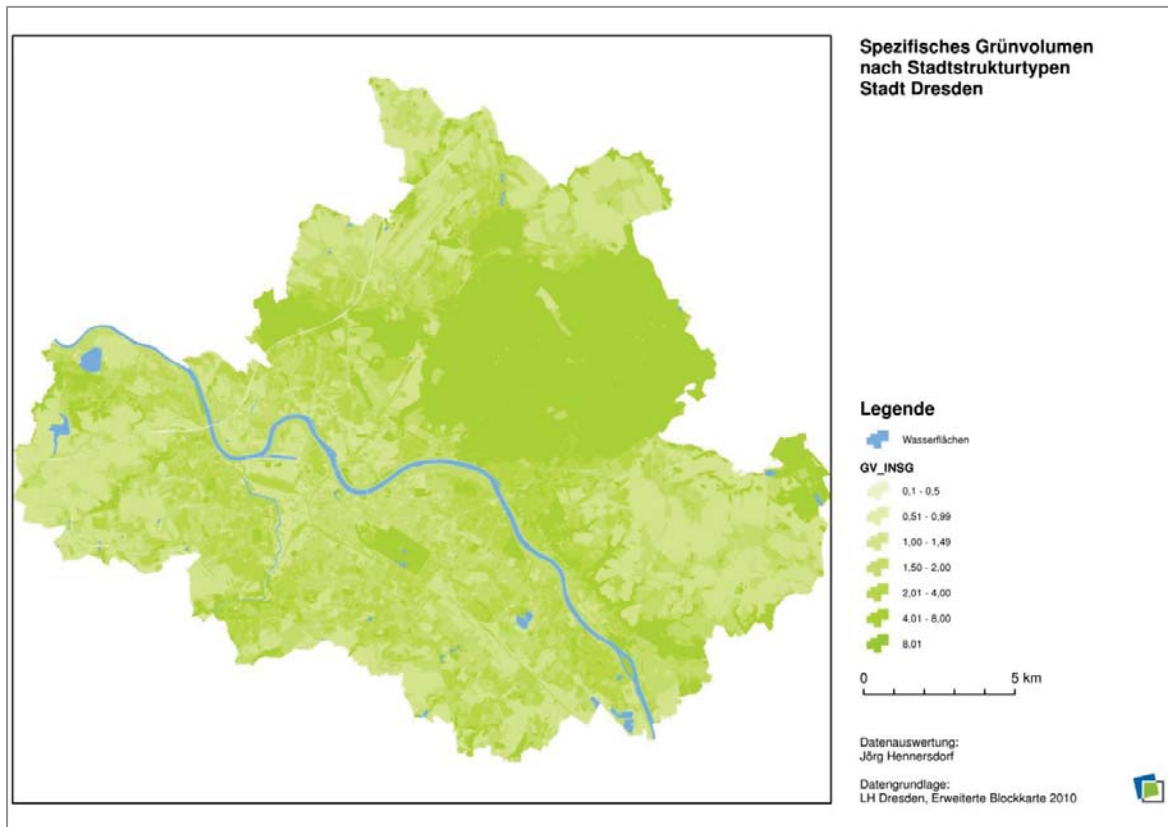 Spezifisches Grünvolumen
nach Stadtstrukturtypen
Stadt Dresden
Legende
Wasserflächen
GV_INSG
0,1 - 0,5
0,51 - 0,99
1,00 - 1,49
1,50 - 2,00
2,01 - 4,00
4,01 - 8,00
8,01
0 5 km
Datenauswertung:
Jörg Hennersdorf
Datengrundlage:
LH Dresden, Erweiterte Blockkarte 2010